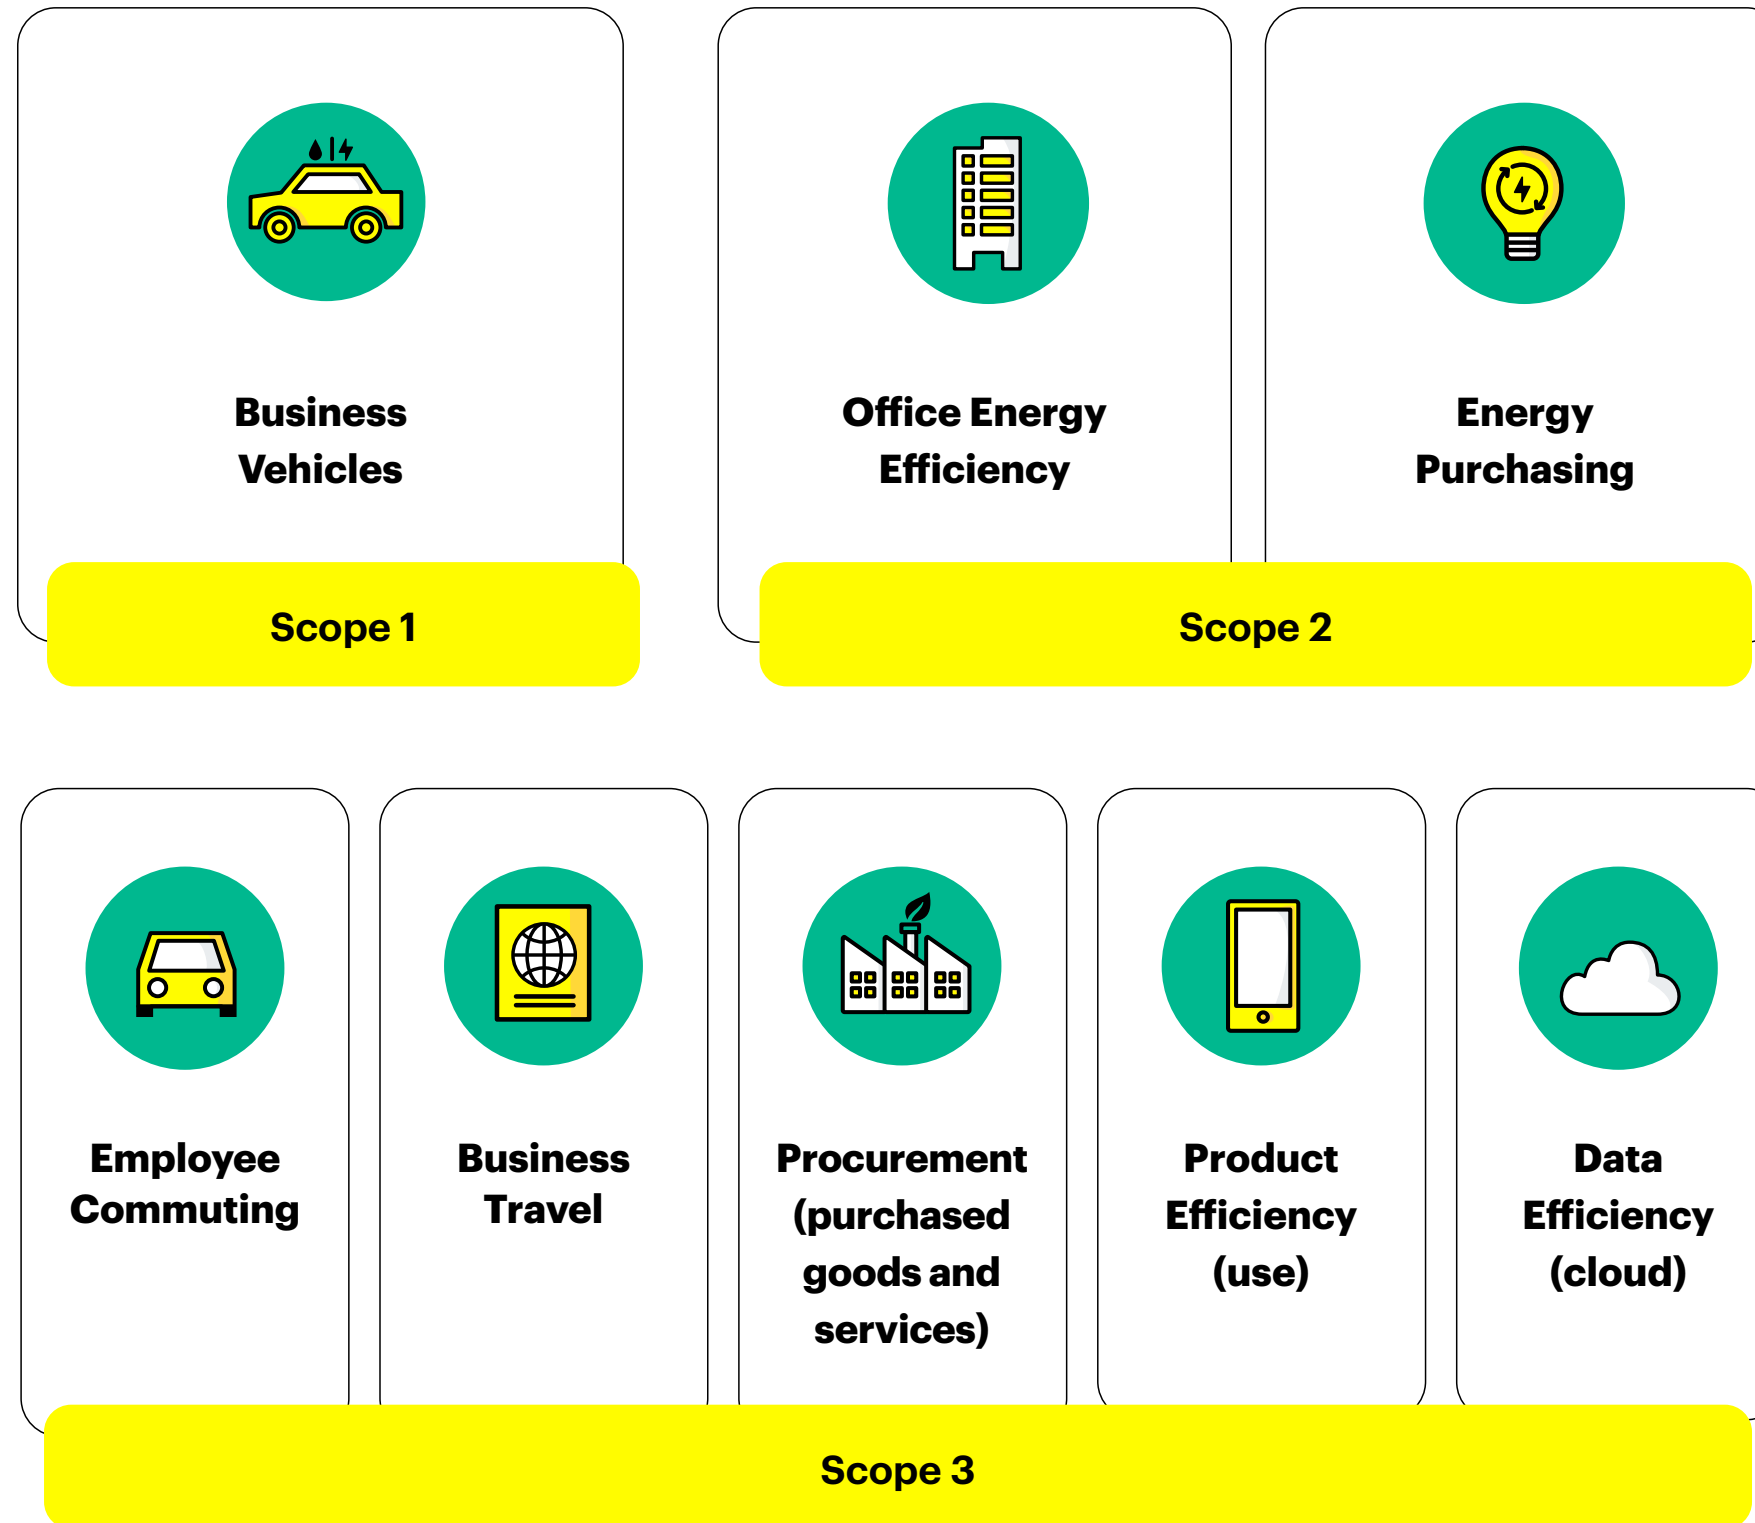 Business
Vehicles
Office Energy
Efficiency
Energy
Purchasing
Scope 1
Scope 2
Employee
Commuting
Business
Travel
Procurement
(purchased
goods and
services)
Product
Efficiency
(use)
Data
Efficiency
(cloud)
Scope 3